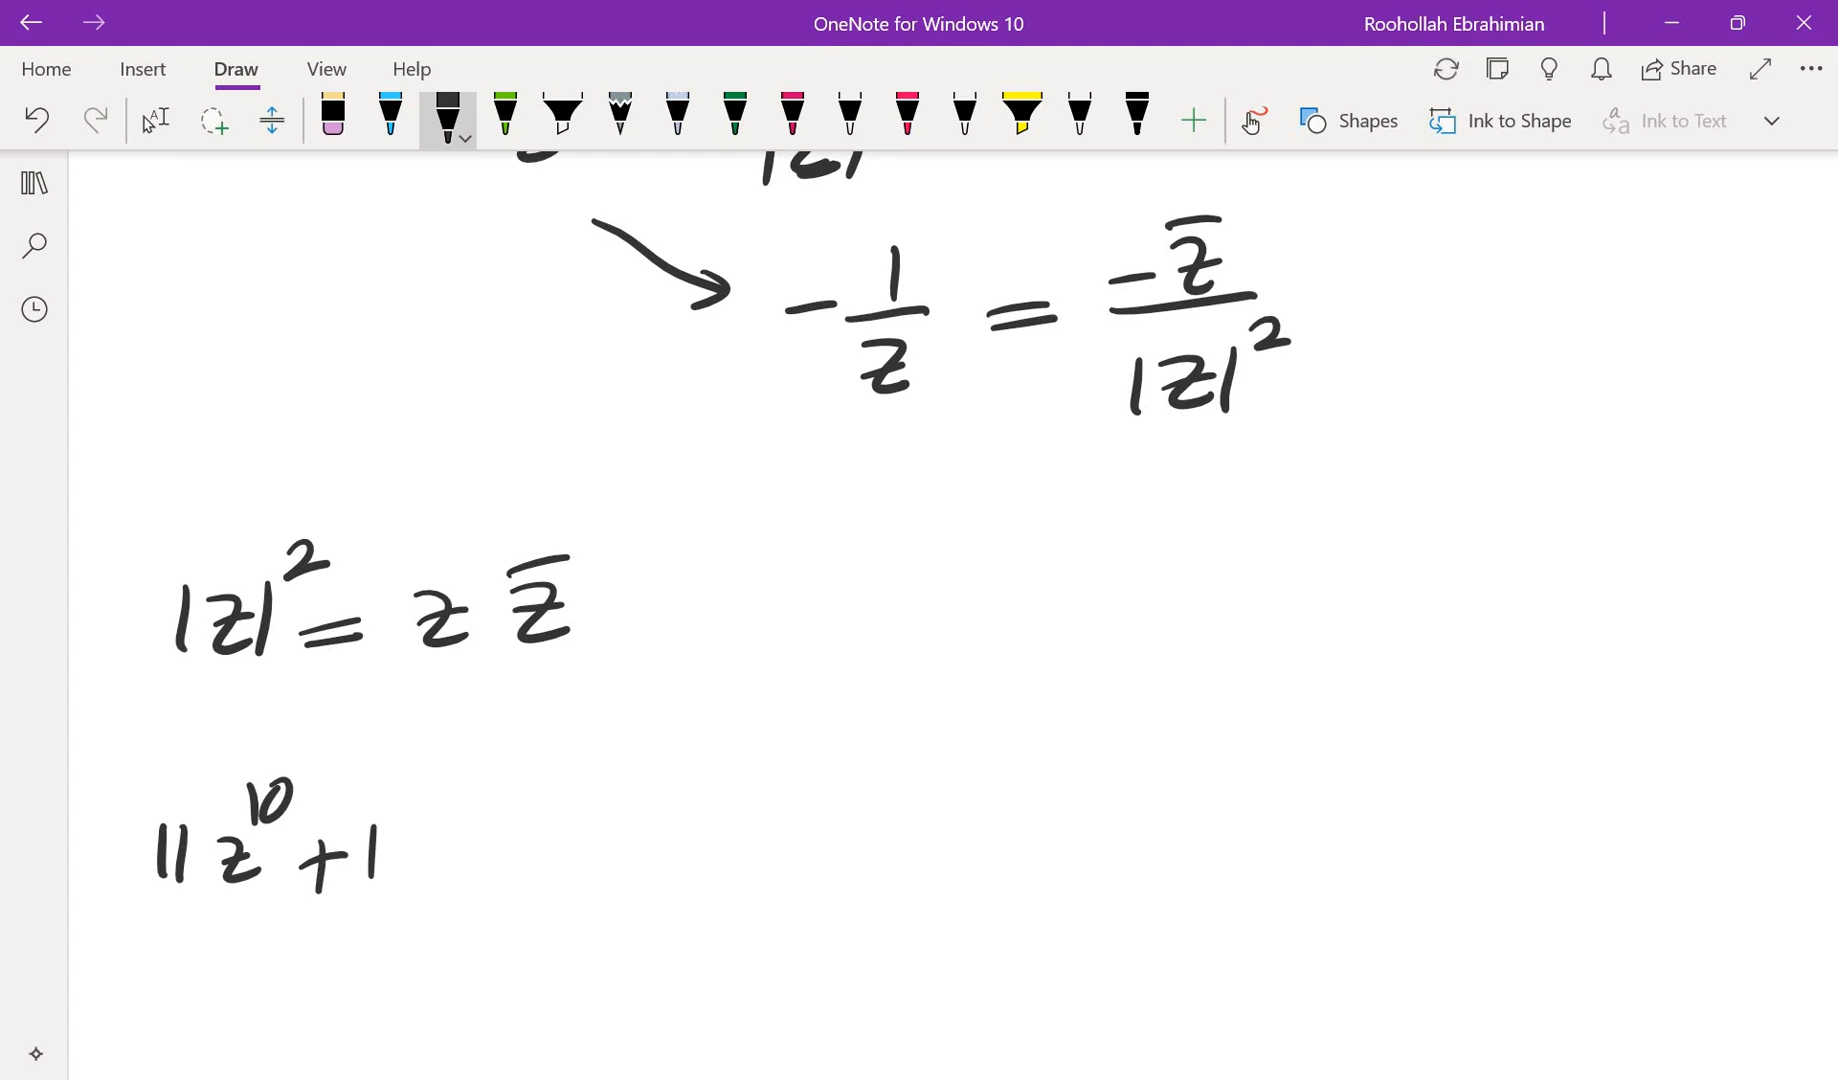 OneNote for Windows 10
Roohollah Ebrahimian
Home Insert Draw View Help
Share
Shapes Ink to Shape Ink to Text
|z|
-1/z = -z̅/|z|²
|z|² = z z̅
11 z¹⁰ + 1